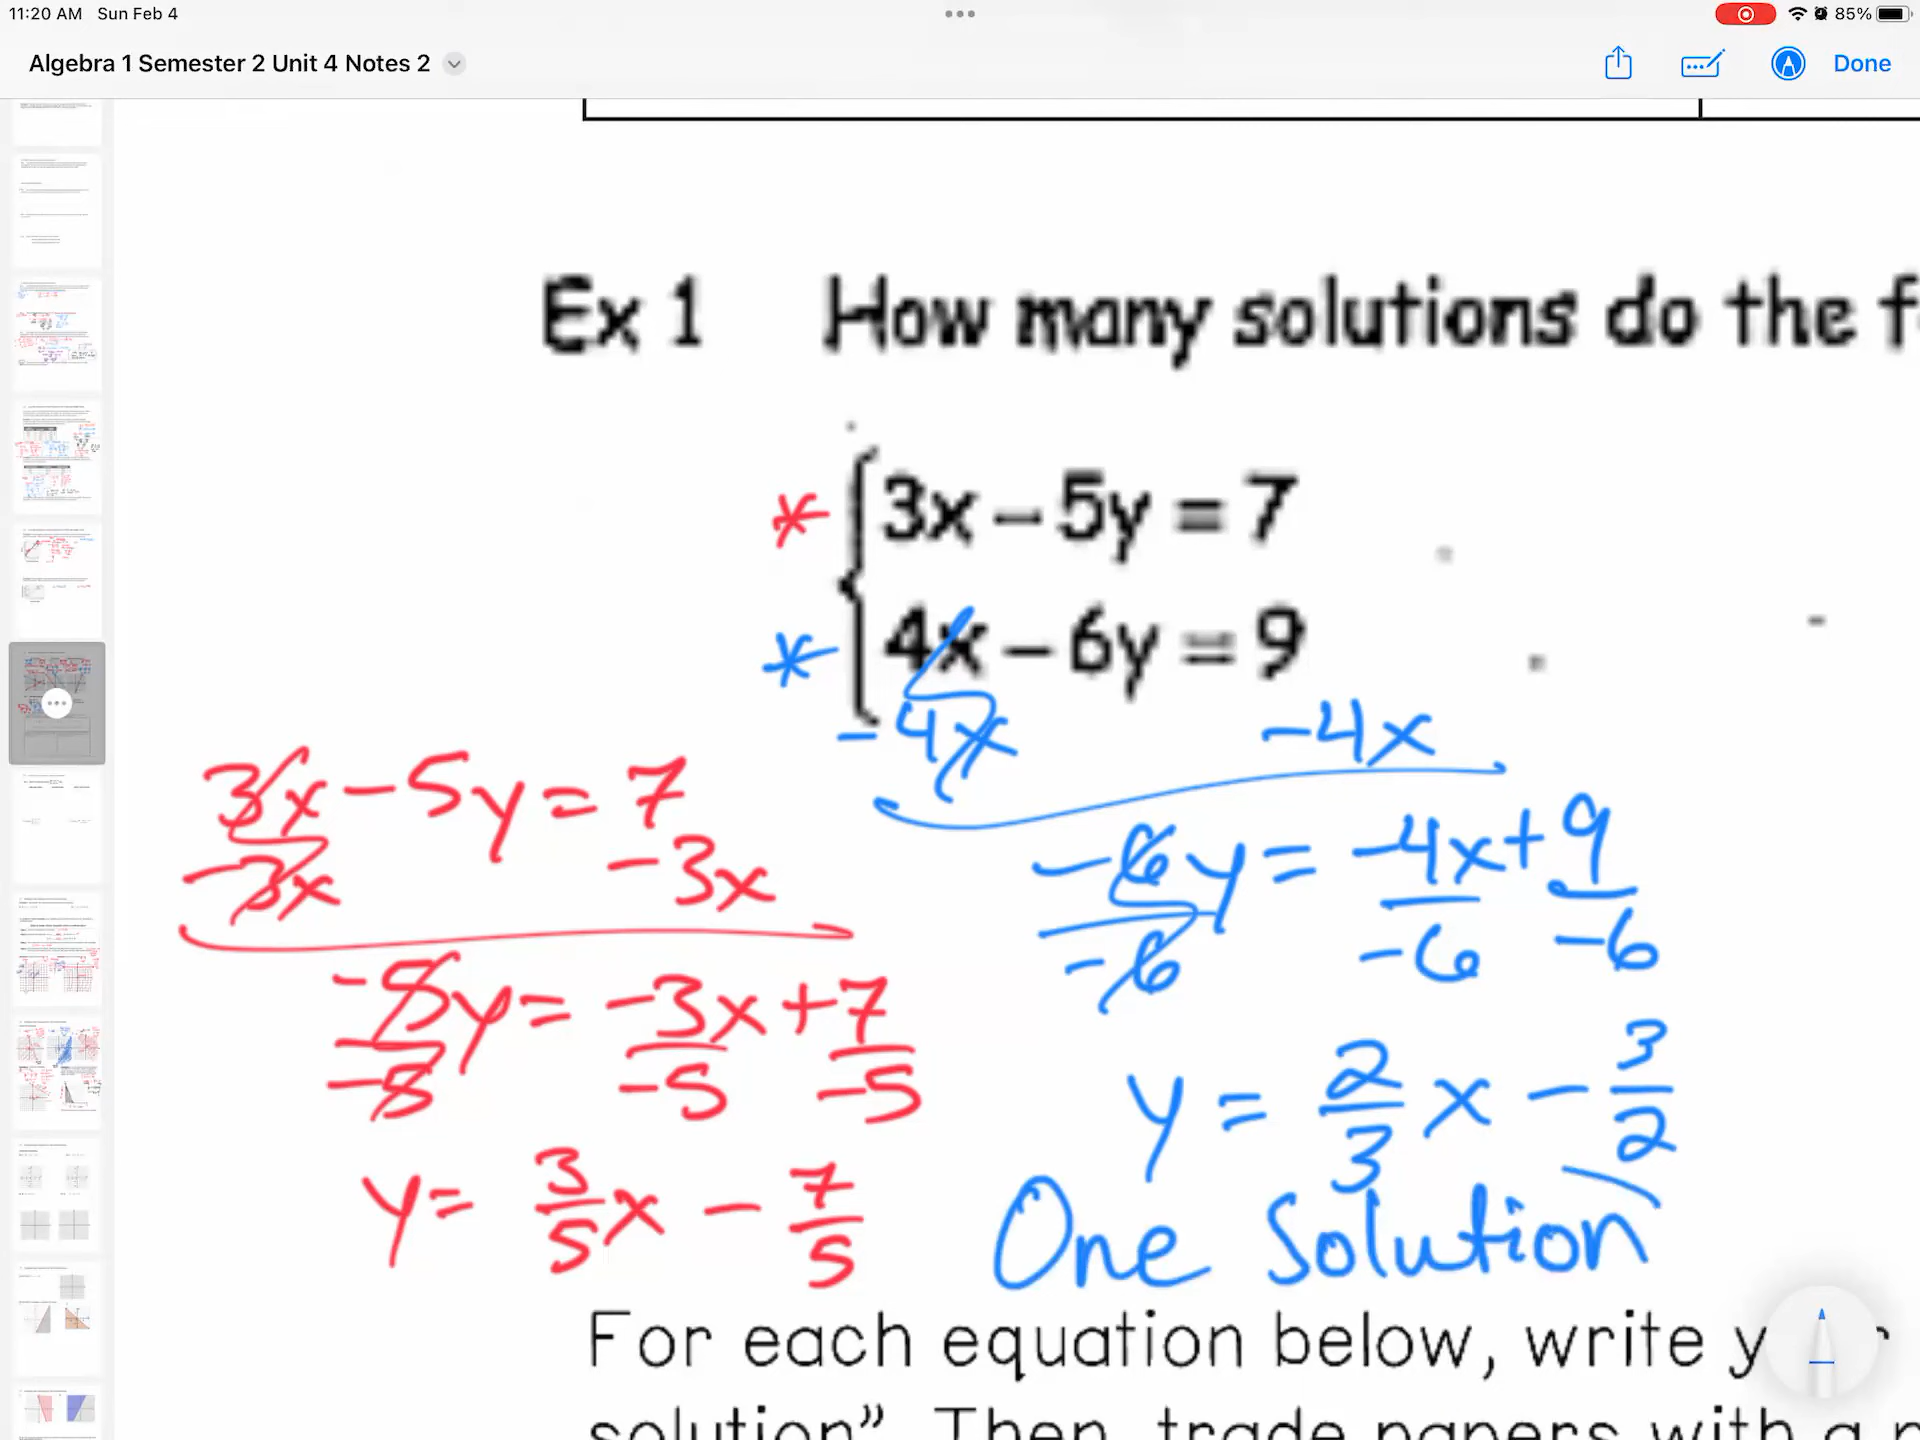 11:20 AM Sun Feb 4
85%
Algebra 1 Semester 2 Unit 4 Notes 2
Done
Ex 1 How many solutions do the f
* 3x – 5y = 7
* 4x – 6y = 9
-4x -4x
3x - 5y = 7
-3x -3x
-5y = -3x + 7
-5 -5 -5
y = 3/5 x - 7/5
-6y = -4x + 9
-6 -6 -6
y = 2/3 x - 3/2
One Solution
For each equation below, write y r
solution”. Then, trade papers with a